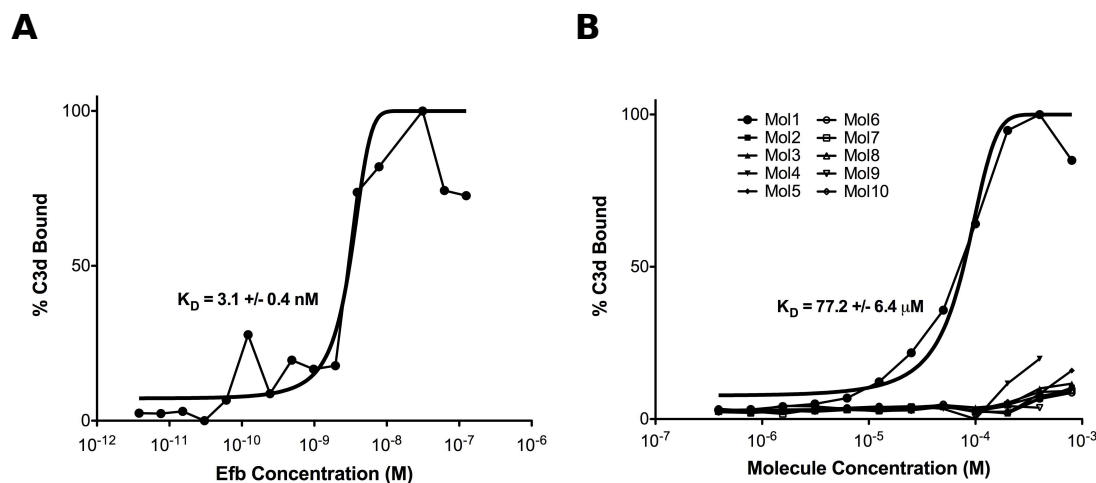 A
B
% C3d Bound
100
50
0
K_D = 3.1 +/- 0.4 nM
10^-12 10^-11 10^-10 10^-9 10^-8 10^-7 10^-6
Efb Concentration (M)
% C3d Bound
100
50
0
Mol1 Mol6
Mol2 Mol7
Mol3 Mol8
Mol4 Mol9
Mol5 Mol10
K_D = 77.2 +/- 6.4 µM
10^-7 10^-6 10^-5 10^-4 10^-3
Molecule Concentration (M)